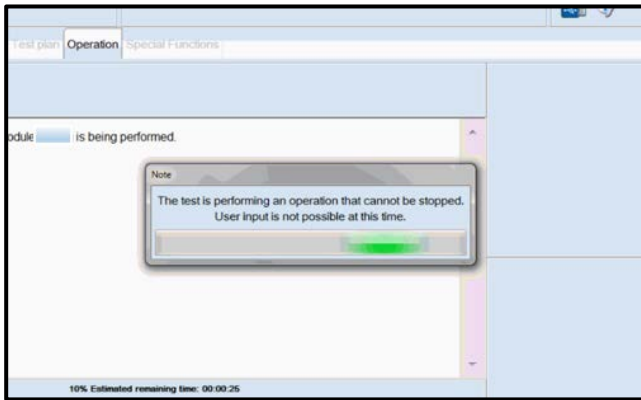 Test plan Operation Special Functions
odule is being performed.
Note
The test is performing an operation that cannot be stopped.
User input is not possible at this time.
10% Estimated remaining time: 00:00:25